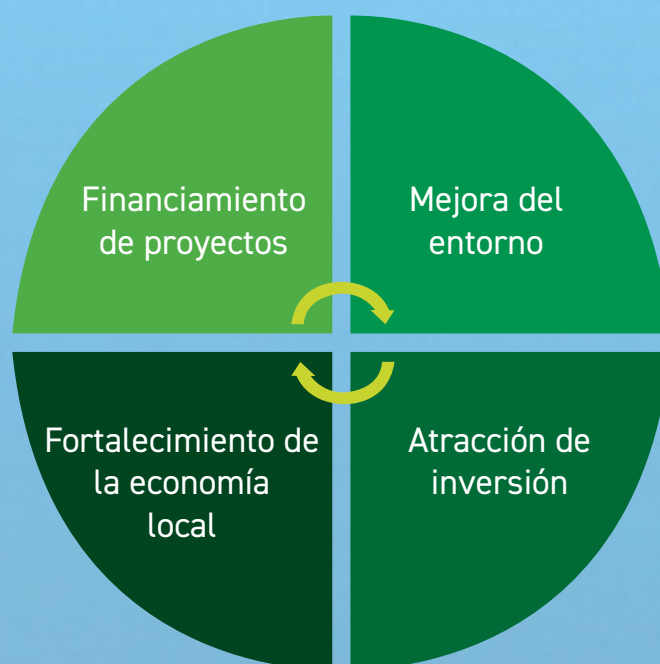 Financiamiento
de proyectos
Mejora del
entorno
Fortalecimiento de
la economía
local
Atracción de
inversión